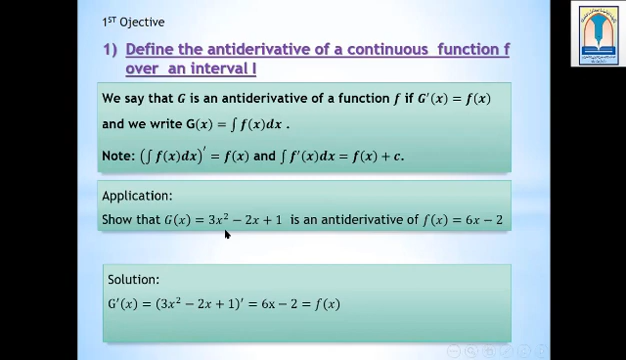 1ST Ojective
1) Define the antiderivative of a continuous function f
over an interval I
We say that G is an antiderivative of a function f if G′(x) = f(x)
and we write G(x) = ∫ f(x)dx .
Note: (∫ f(x)dx)′ = f(x) and ∫ f′(x)dx = f(x) + c.
Application:
Show that G(x) = 3x² − 2x + 1 is an antiderivative of f(x) = 6x − 2
Solution:
G′(x) = (3x² − 2x + 1)′ = 6x − 2 = f(x)